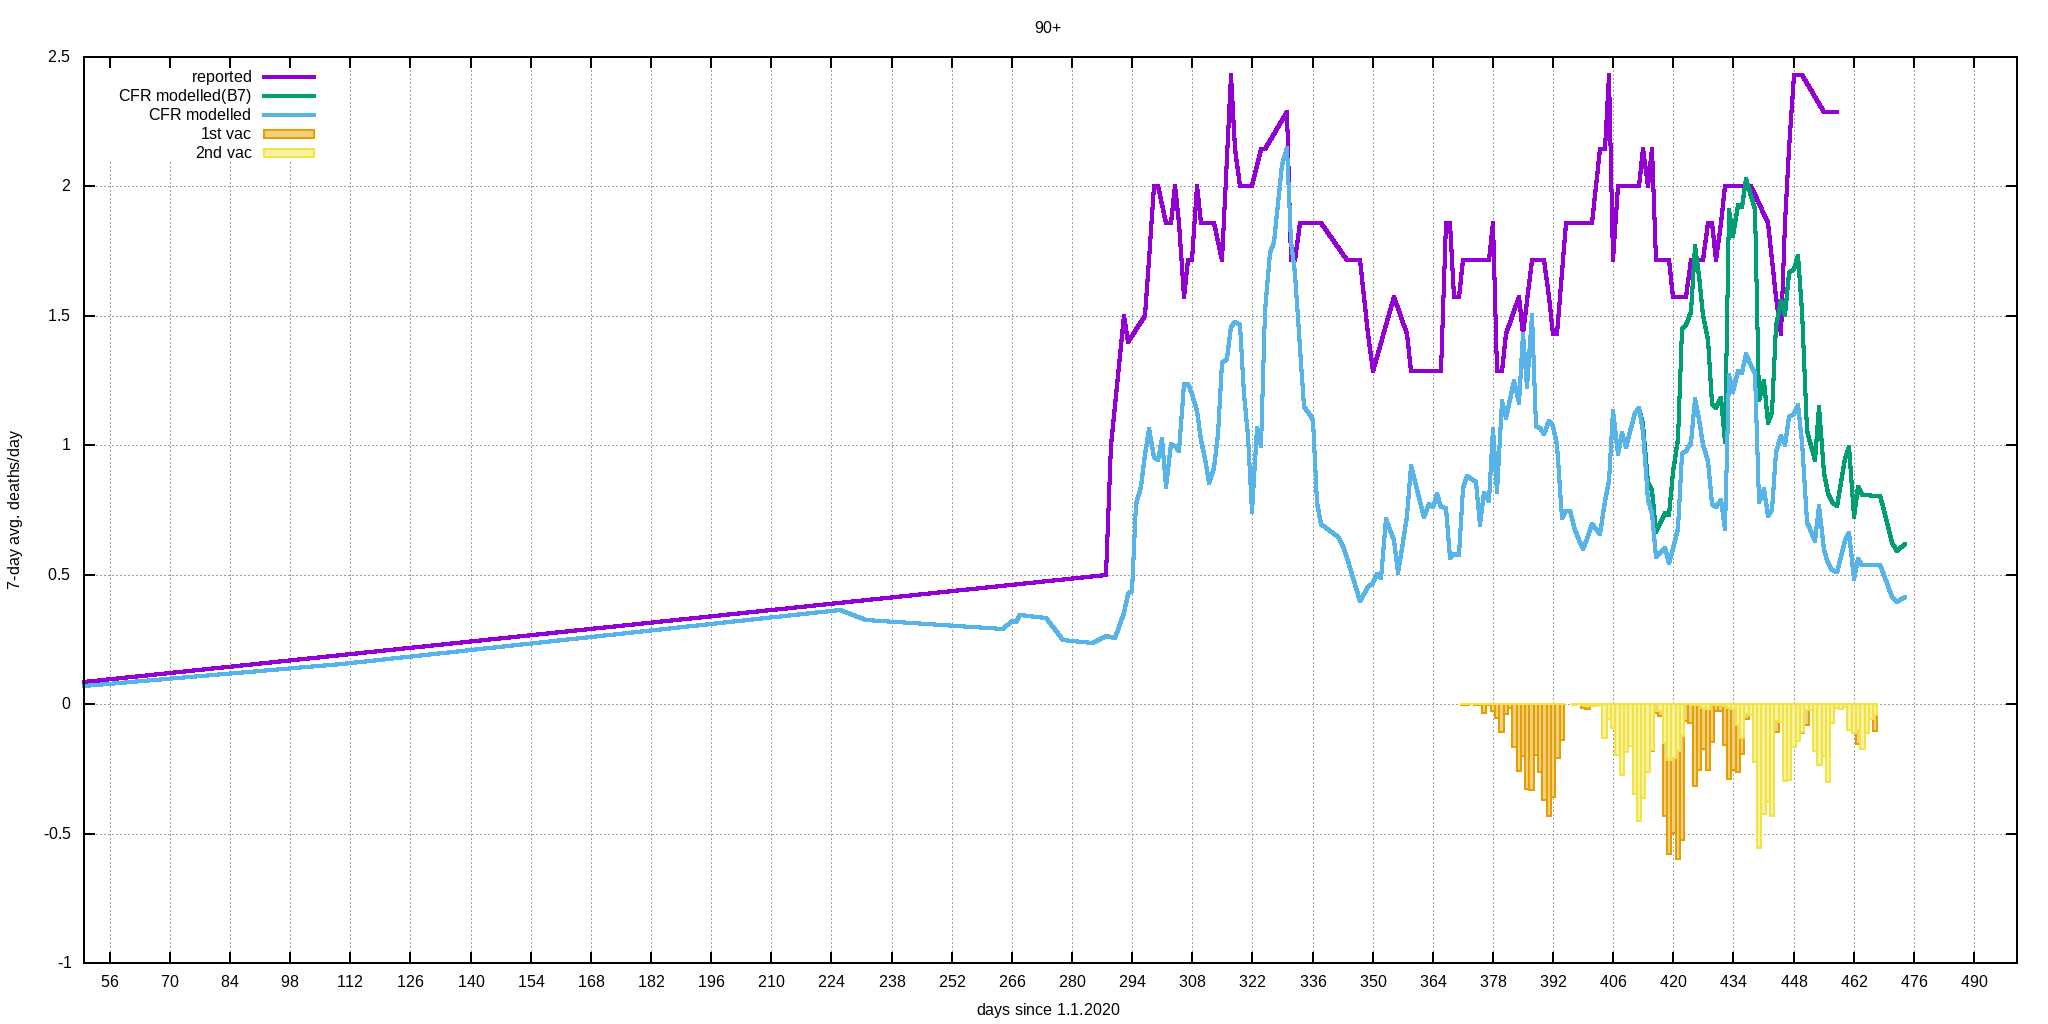 90+
reported
CFR modelled(B7)
CFR modelled
1st vac
2nd vac
2.5
2
1.5
1
0.5
0
-0.5
-1
7-day avg. deaths/day
56 70 84 98 112 126 140 154 168 182 196 210 224 238 252 266 280 294 308 322 336 350 364 378 392 406 420 434 448 462 476 490
days since 1.1.2020